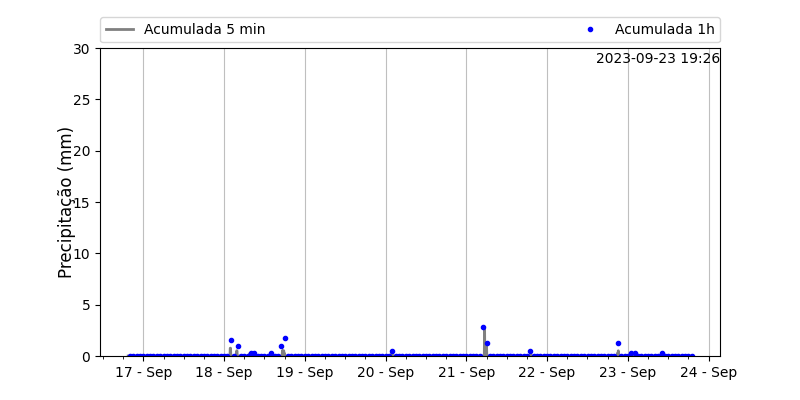 Acumulada 5 min
Acumulada 1h
2023-09-23 19:26
Precipitação (mm)
30
25
20
15
10
5
0
17 - Sep
18 - Sep
19 - Sep
20 - Sep
21 - Sep
22 - Sep
23 - Sep
24 - Sep